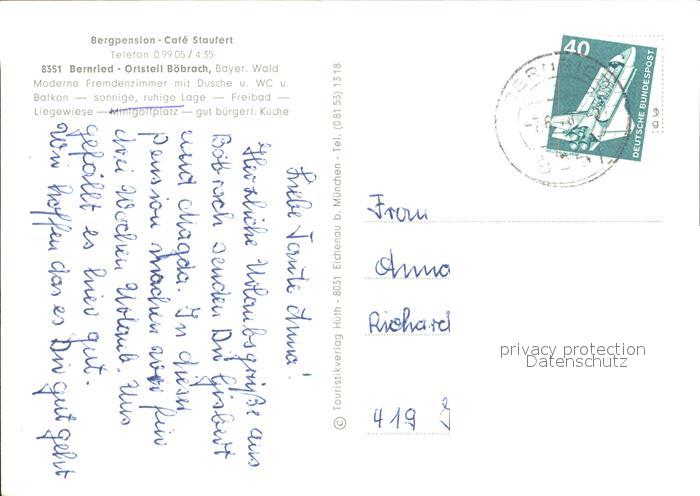 Bergpension - Café Staufert
Telefon 0 99 05 / 4 35
8351 Bernried - Ortsteil Böbrach, Bayer. Wald
Moderne Fremdenzimmer mit Dusche u. WC u.
Balkon — sonnige, ruhige Lage — Freibad —
Liegewiese — Minigolfplatz — gut bürgerl. Küche
Liebe Tante Anna!
Herzliche Urlaubsgrüße aus
Böbrach senden Dir Gisbert
und Magda. In dieser
Pension machen wir für
drei Wochen Urlaub. Uns
gefällt es hier gut.
Wir hoffen das es Dir gut geht
© Touristikverlag Huth - 8031 Eichenau b. München - Tel. (08153) 1318
40
DEUTSCHE BUNDESPOST
8351
Frau
Anna
Richard
419
privacy protection
Datenschutz